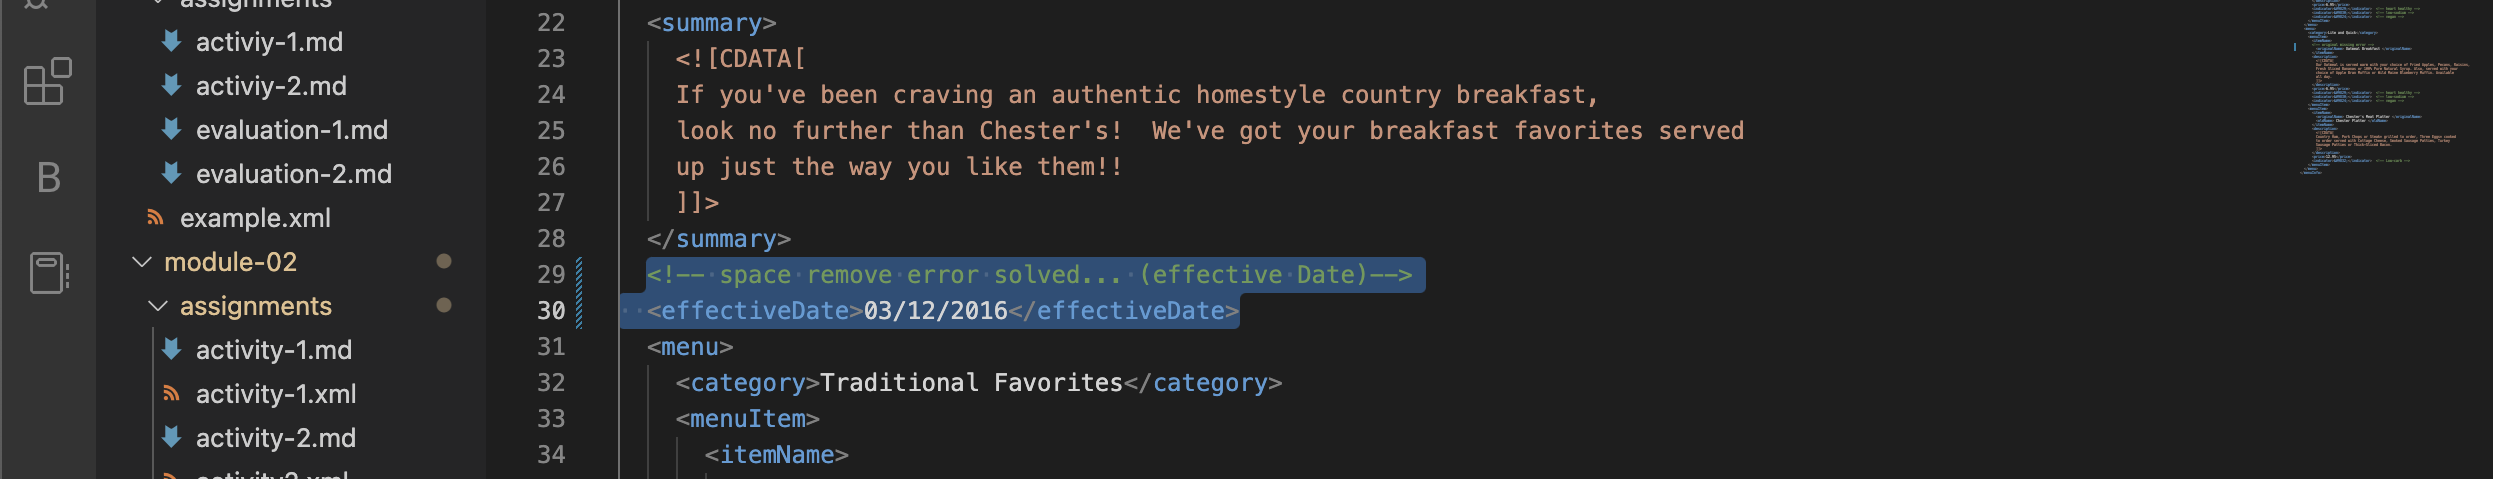 assignments
activiy-1.md
activiy-2.md
evaluation-1.md
evaluation-2.md
example.xml
module-02
assignments
activity-1.md
activity-1.xml
activity-2.md
activity2.xml
B
22 <summary>
23 <![CDATA[
24 If you've been craving an authentic homestyle country breakfast,
25 look no further than Chester's!  We've got your breakfast favorites served
26 up just the way you like them!!
27 ]]>
28 </summary>
29 <!-- space remove error solved... (effective Date)-->
30 <effectiveDate>03/12/2016</effectiveDate>
31 <menu>
32 <category>Traditional Favorites</category>
33 <menuItem>
34 <itemName>